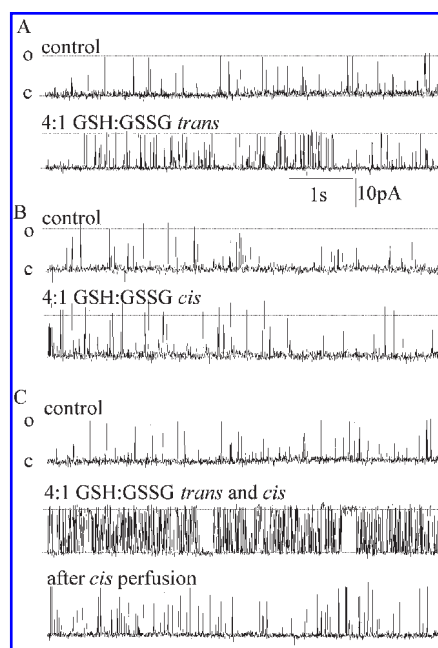 A
control
o
c
4:1 GSH:GSSG trans
1s
10pA
B
control
o
c
4:1 GSH:GSSG cis
C
control
o
c
4:1 GSH:GSSG trans and cis
after cis perfusion